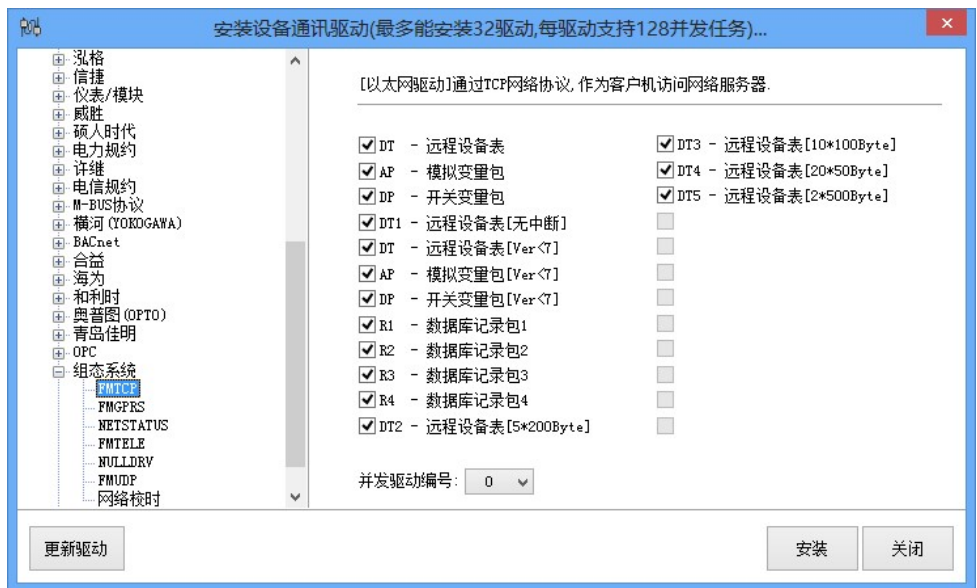 安装设备通讯驱动(最多能安装32驱动,每驱动支持128并发任务)...
泓格
信捷
仪表/模块
威胜
硕人时代
电力规约
许继
电信规约
M-BUS协议
横河(YOKOGAWA)
BACnet
合益
海为
和利时
奥普图(OPTO)
青岛佳明
OPC
组态系统
FMTCP
FMGPRS
NETSTATUS
FMTELE
NULLDRV
FMUDP
网络校时
[以太网驱动]通过TCP网络协议,作为客户机访问网络服务器.
DT - 远程设备表
AP - 模拟变量包
DP - 开关变量包
DT1 - 远程设备表[无中断]
DT - 远程设备表[Ver<7]
AP - 模拟变量包[Ver<7]
DP - 开关变量包[Ver<7]
R1 - 数据库记录包1
R2 - 数据库记录包2
R3 - 数据库记录包3
R4 - 数据库记录包4
DT2 - 远程设备表[5*200Byte]
DT3 - 远程设备表[10*100Byte]
DT4 - 远程设备表[20*50Byte]
DT5 - 远程设备表[2*500Byte]
并发驱动编号: 0
更新驱动
安装
关闭